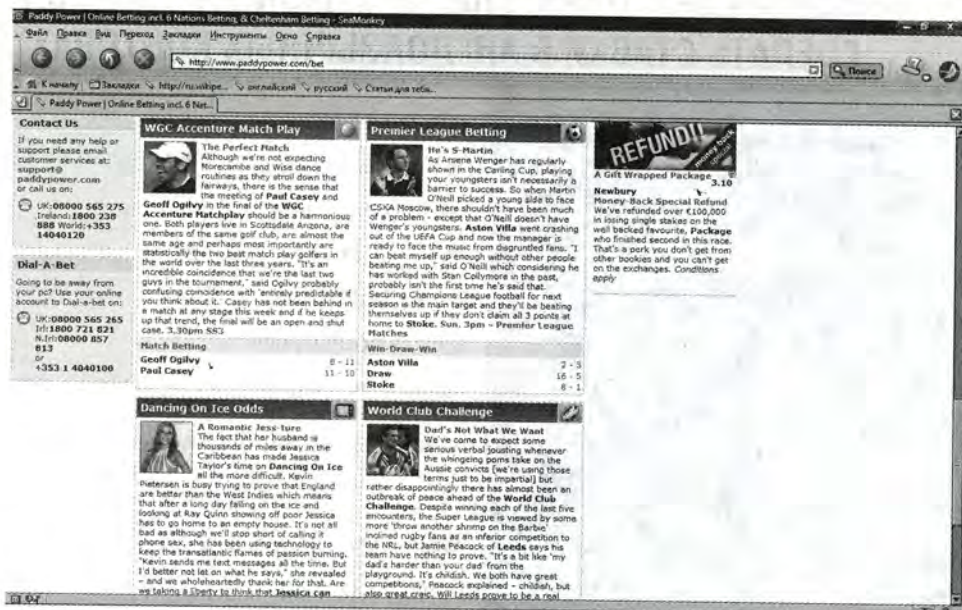 Paddy Power | Online Betting incl. 6 Nations Betting, & Cheltenham Betting - SeaMonkey
Файл Правка Вид Переход Закладки Инструменты Окно Справка
http://www.paddypower.com/bet
Поиск
К началу Закладки http://ru.wikipe... английский русский Статьи для тебя...
Paddy Power | Online Betting incl. 6 Nat...
Contact Us
If you need any help or
support please email
customer services at:
support@
paddypower.com
or call us on:
UK:08000 565 275
Ireland:1800 238
888 World:+353
14040120
Dial-A-Bet
Going to be away from
your pc? Use your online
account to Dial-a-bet on:
UK:08000 565 265
Irl:1800 721 821
N.Irl:08000 857
813
or
+353 1 4040100
WGC Accenture Match Play
The Perfect Match
Although we're not expecting
Morecambe and Wise dance
routines as they stroll down the
fairways, there is the sense that
the meeting of Paul Casey and
Geoff Ogilvy in the final of the WGC
Accenture Matchplay should be a harmonious
one. Both players live in Scottsdale Arizona, are
members of the same golf club, are almost the
same age and perhaps most importantly are
statistically the two best match play golfers in
the world over the last three years. "It's an
incredible coincidence that we're the last two
guys in the tournament," said Ogilvy probably
confusing coincidence with 'entirely predictable if
you think about it.' Casey has not been behind in
a match at any stage this week and if he keeps
up that trend, the final will be an open and shut
case. 3.30pm SS3
Match Betting
Geoff Ogilvy 8 - 11
Paul Casey 11 - 10
Dancing On Ice Odds
A Romantic Jess-ture
The fact that her husband is
thousands of miles away in the
Caribbean has made Jessica
Taylor's time on Dancing On Ice
all the more difficult. Kevin
Pietersen is busy trying to prove that England
are better than the West Indies which means
that after a long day falling on the ice and
looking at Ray Quinn showing off poor Jessica
has to go home to an empty house. It's not all
bad as although we'll stop short of calling it
phone sex, she has been using technology to
keep the transatlantic flames of passion burning.
"Kevin sends me text messages all the time. But
I'd better not let on what he says," she revealed
- and we wholeheartedly thank her for that. Are
we taking a liberty to think that Jessica can
Premier League Betting
He's S-Martin
As Arsene Wenger has regularly
shown in the Carling Cup, playing
your youngsters isn't necessarily a
barrier to success. So when Martin
O'Neill picked a young side to face
CSKA Moscow, there shouldn't have been much
of a problem - except that O'Neill doesn't have
Wenger's youngsters. Aston Villa went crashing
out of the UEFA Cup and now the manager is
ready to face the music from disgruntled fans. "I
can beat myself up enough without other people
beating me up," said O'Neill which considering he
has worked with Stan Collymore in the past,
probably isn't the first time he's said that.
Securing Champions League football for next
season is the main target and they'll be beating
themselves up if they don't claim all 3 points at
home to Stoke. Sun. 3pm - Premier League
Matches
Win-Draw-Win
Aston Villa 2 - 5
Draw 16 - 5
Stoke 8 - 1
World Club Challenge
Dad's Not What We Want
We've come to expect some
serious verbal jousting whenever
the whingeing poms take on the
Aussie convicts [we're using those
terms just to be impartial] but
rether disappointingly there has almost been an
outbreak of peace ahead of the World Club
Challenge. Despite winning each of the last five
encounters, the Super League is viewed by some
more 'throw another shrimp on the Barbie'
inclined rugby fans as an inferior competition to
the NRL, but Jamie Peacock of Leeds says his
team have nothing to prove. "It's a bit like 'my
dad's harder than your dad' from the
playground. It's childish. We both have great
competitions," Peacock explained - childish, but
also great craic. Will Leeds prove to be a real
REFUND!!
money back
special
A Gift Wrapped Package
3.10
Newbury
Money-Back Special Refund
We've refunded over €100,000
in losing single stakes on the
well backed favourite, Package
who finished second in this race.
That's a perk you don't get from
other bookies and you can't get
on the exchanges. Conditions
apply